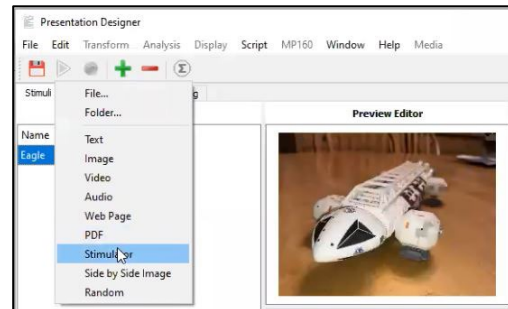 Presentation Designer
File Edit Transform Analysis Display Script MP160 Window Help Media
Stimuli g
File...
Folder...
Preview Editor
Name
Text
Eagle
Image
Video
Audio
Web Page
PDF
Stimulator
Side by Side Image
Random